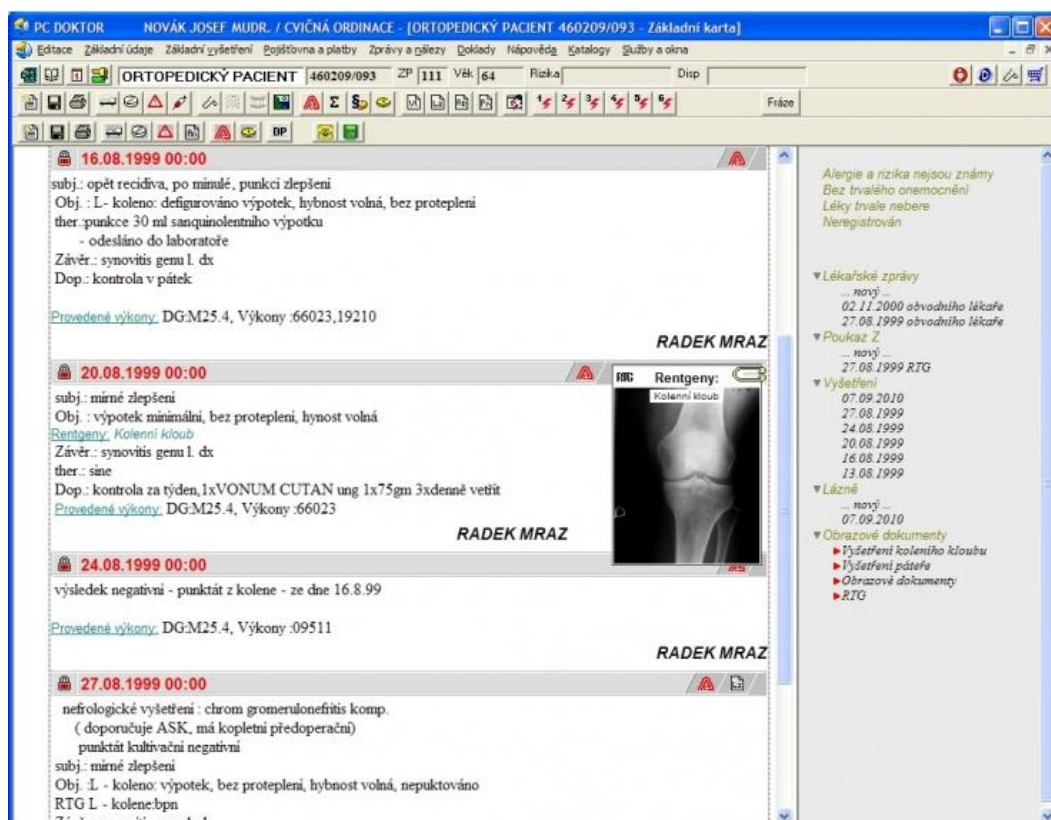 PC DOKTOR NOVÁK JOSEF MUDR. / CVIČNÁ ORDINACE - [ORTOPEDICKÝ PACIENT 460209/093 - Základní karta]
Editace Základní údaje Základní vyšetření Pojišťovna a platby Zprávy a nálezy Doklady Nápověda Katalogy Služby a okna
ORTOPEDICKÝ PACIENT 460209/093 ZP 111 Věk 64 Rizika Disp
Fráze
DP
16.08.1999 00:00
subj.: opět recidiva, po minulé, punkci zlepšení
Obj. : L- koleno: defigurováno výpotek, hybnost volná, bez proteplení
ther.:punkce 30 ml sanquinolentního výpotku
- odesláno do laboratoře
Závěr.: synovitis genu l. dx
Dop.: kontrola v pátek
Provedené výkony: DG:M25.4, Výkony :66023,19210
RADEK MRAZ
20.08.1999 00:00
subj.: mírné zlepšení
Obj. : výpotek minimální, bez proteplení, hynost volná
Rentgeny: Kolenní kloub
Závěr.: synovitis genu l. dx
ther.: sine
Dop.: kontrola za týden,1xVONUM CUTAN ung 1x75gm 3xdenně vetřít
Provedené výkony: DG:M25.4, Výkony :66023
RADEK MRAZ
RTG Rentgeny:
Kolenní kloub
24.08.1999 00:00
výsledek negativní - punktát z kolene - ze dne 16.8.99
Provedené výkony: DG:M25.4, Výkony :09511
RADEK MRAZ
27.08.1999 00:00
nefrologické vyšetření : chrom gromerulonefritis komp.
( doporučuje ASK, má kopletní předoperační)
punktát kultivační negativní
subj.: mírné zlepšení
Obj. :L - koleno: výpotek, bez proteplení, hybnost volná, nepuktováno
RTG L - kolene:bpn
Alergie a rizika nejsou známy
Bez trvalého onemocnění
Léky trvale nebere
Neregistrován
Lékařské zprávy
... nový ...
02.11.2000 obvodního lékaře
27.08.1999 obvodního lékaře
Poukaz Z
... nový ...
27.08.1999 RTG
Vyšetření
07.09.2010
27.08.1999
24.08.1999
20.08.1999
16.08.1999
13.08.1999
Lázně
... nový ...
07.09.2010
Obrazové dokumenty
Vyšetření koleního kloubu
Vyšetření páteře
Obrazové dokumenty
RTG